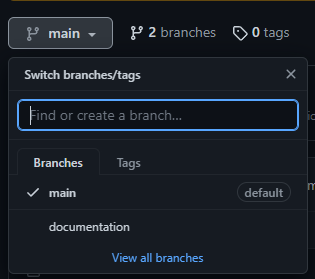 main 2 branches 0 tags
Switch branches/tags
Find or create a branch...
Branches Tags
main default
documentation
View all branches